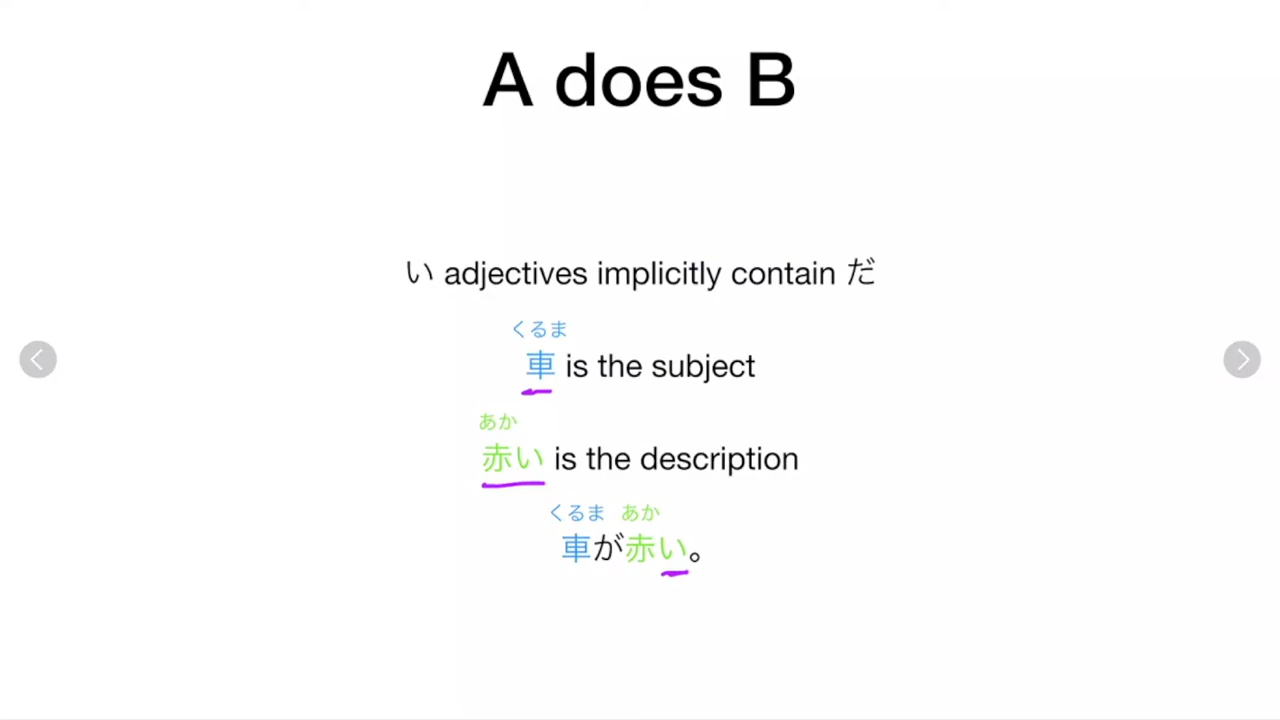 A does B
い adjectives implicitly contain だ
くるま
車 is the subject
あか
赤い is the description
くるま あか
車が赤い。